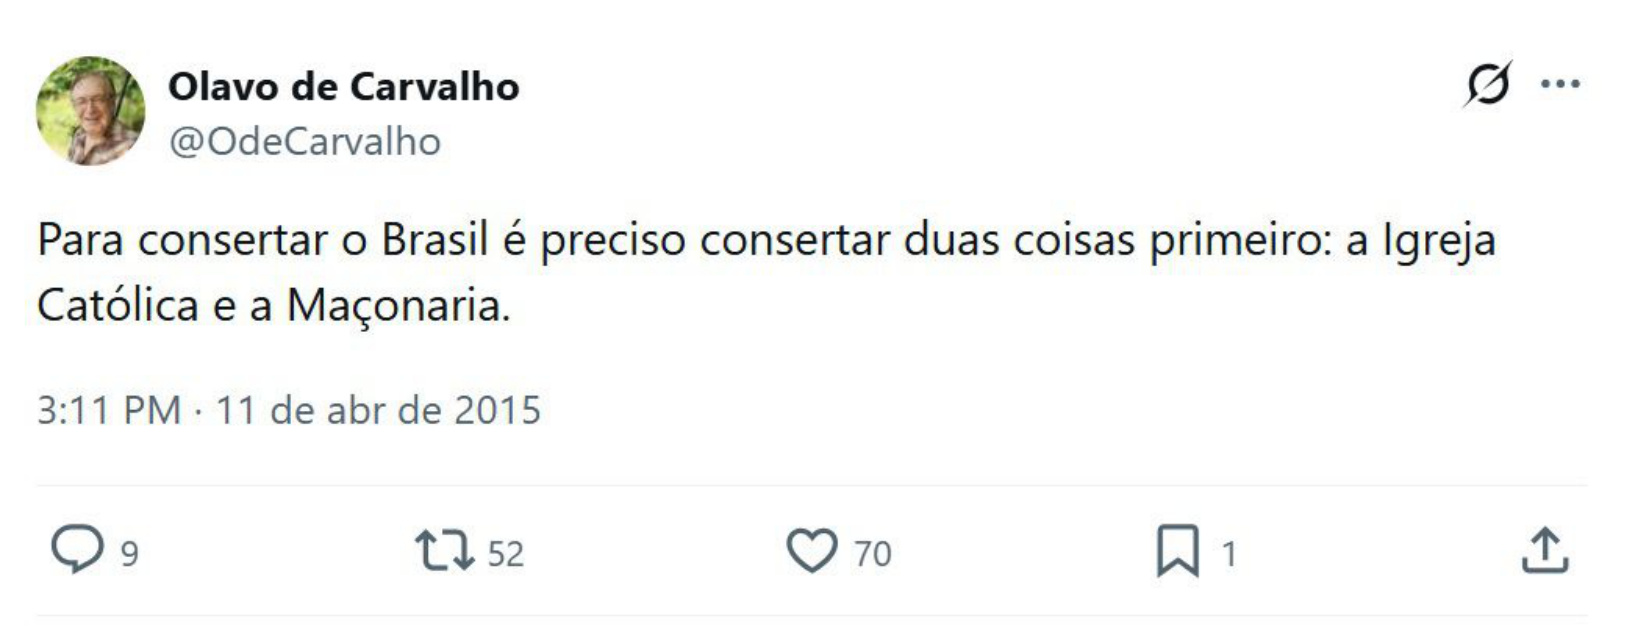 Olavo de Carvalho
@OdeCarvalho
Para consertar o Brasil é preciso consertar duas coisas primeiro: a Igreja
Católica e a Maçonaria.
3:11 PM · 11 de abr de 2015
9 52 70 1